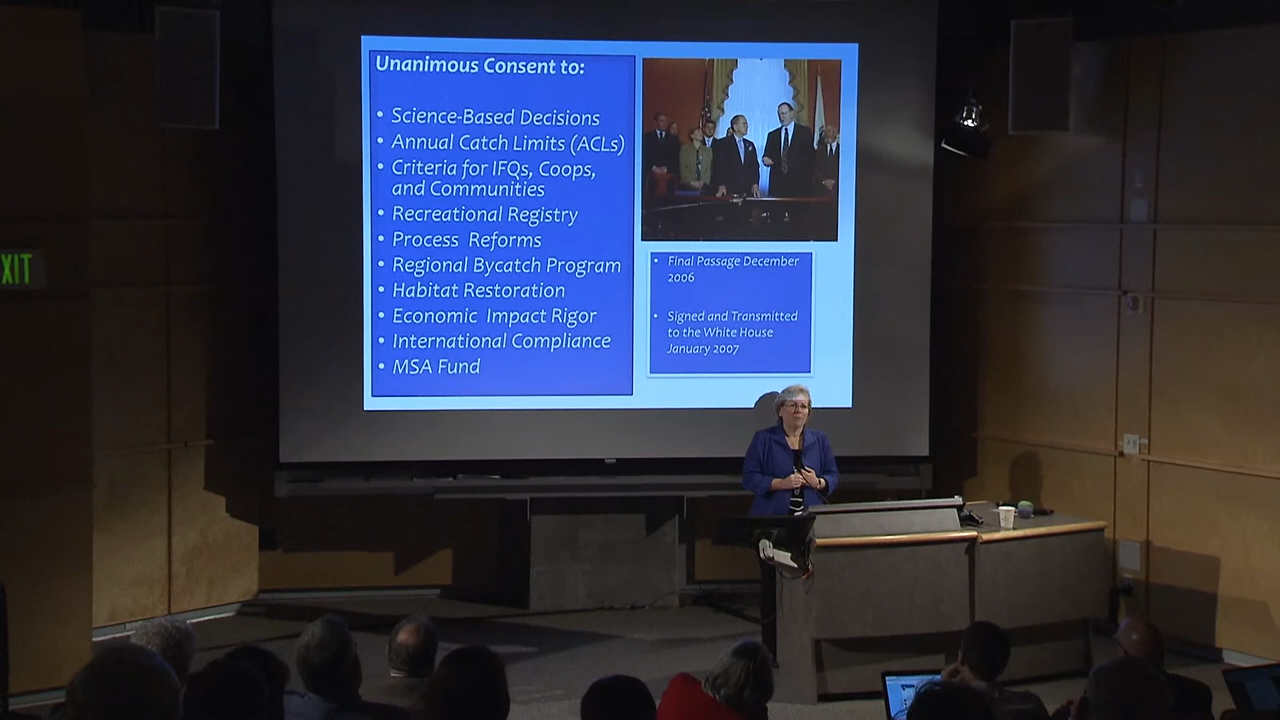 Unanimous Consent to:
• Science-Based Decisions
• Annual Catch Limits (ACLs)
• Criteria for IFQs, Coops,
and Communities
• Recreational Registry
• Process Reforms
• Regional Bycatch Program
• Habitat Restoration
• Economic Impact Rigor
• International Compliance
• MSA Fund
• Final Passage December
2006
• Signed and Transmitted
to the White House
January 2007
XIT